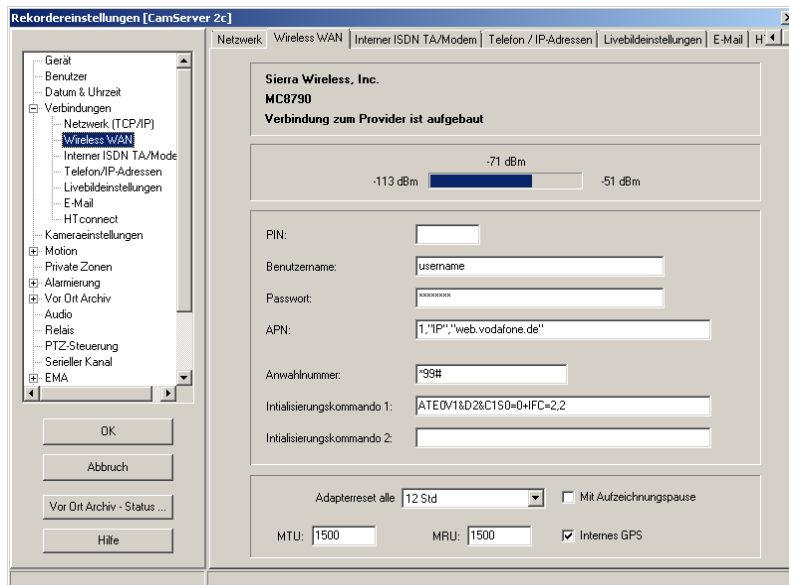 Rekordereinstellungen [CamServer 2c]
Netzwerk
Wireless WAN
Interner ISDN TA/Modem
Telefon / IP-Adressen
Livebildeinstellungen
E-Mail
Gerät
Benutzer
Datum & Uhrzeit
Verbindungen
Netzwerk (TCP/IP)
Wireless WAN
Interner ISDN TA/Mode
Telefon/IP-Adressen
Livebildeinstellungen
E-Mail
HTconnect
Kameraeinstellungen
Motion
Private Zonen
Alarmierung
Vor Ort Archiv
Audio
Relais
PTZ-Steuerung
Serieller Kanal
EMA
OK
Abbruch
Vor Ort Archiv - Status ...
Hilfe
Sierra Wireless, Inc.
MC8790
Verbindung zum Provider ist aufgebaut
-71 dBm
-113 dBm
-51 dBm
PIN:
Benutzername: username
Passwort: ********
APN: 1,"IP","web.vodafone.de"
Anwahlnummer: *99#
Intialisierungskommando 1: ATE0V1&D2&C1S0=0+IFC=2,2
Intialisierungskommando 2:
Adapterreset alle 12 Std Mit Aufzeichnungspause
MTU: 1500 MRU: 1500 Internes GPS